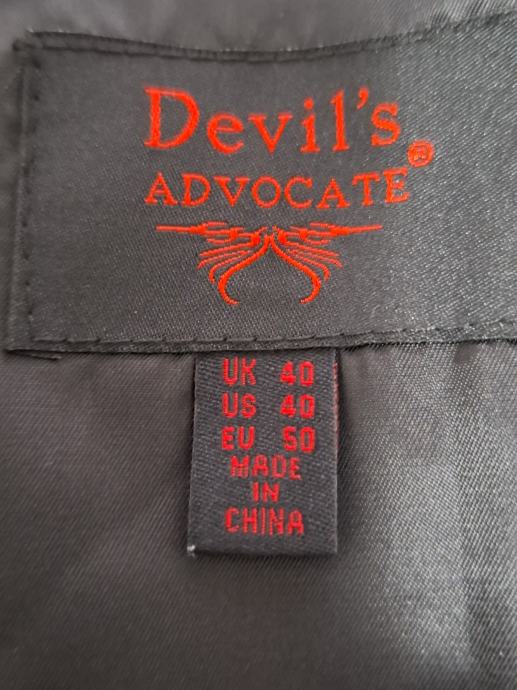 Devil's
ADVOCATE®
UK 40
US 40
EU 50
MADE
IN
CHINA